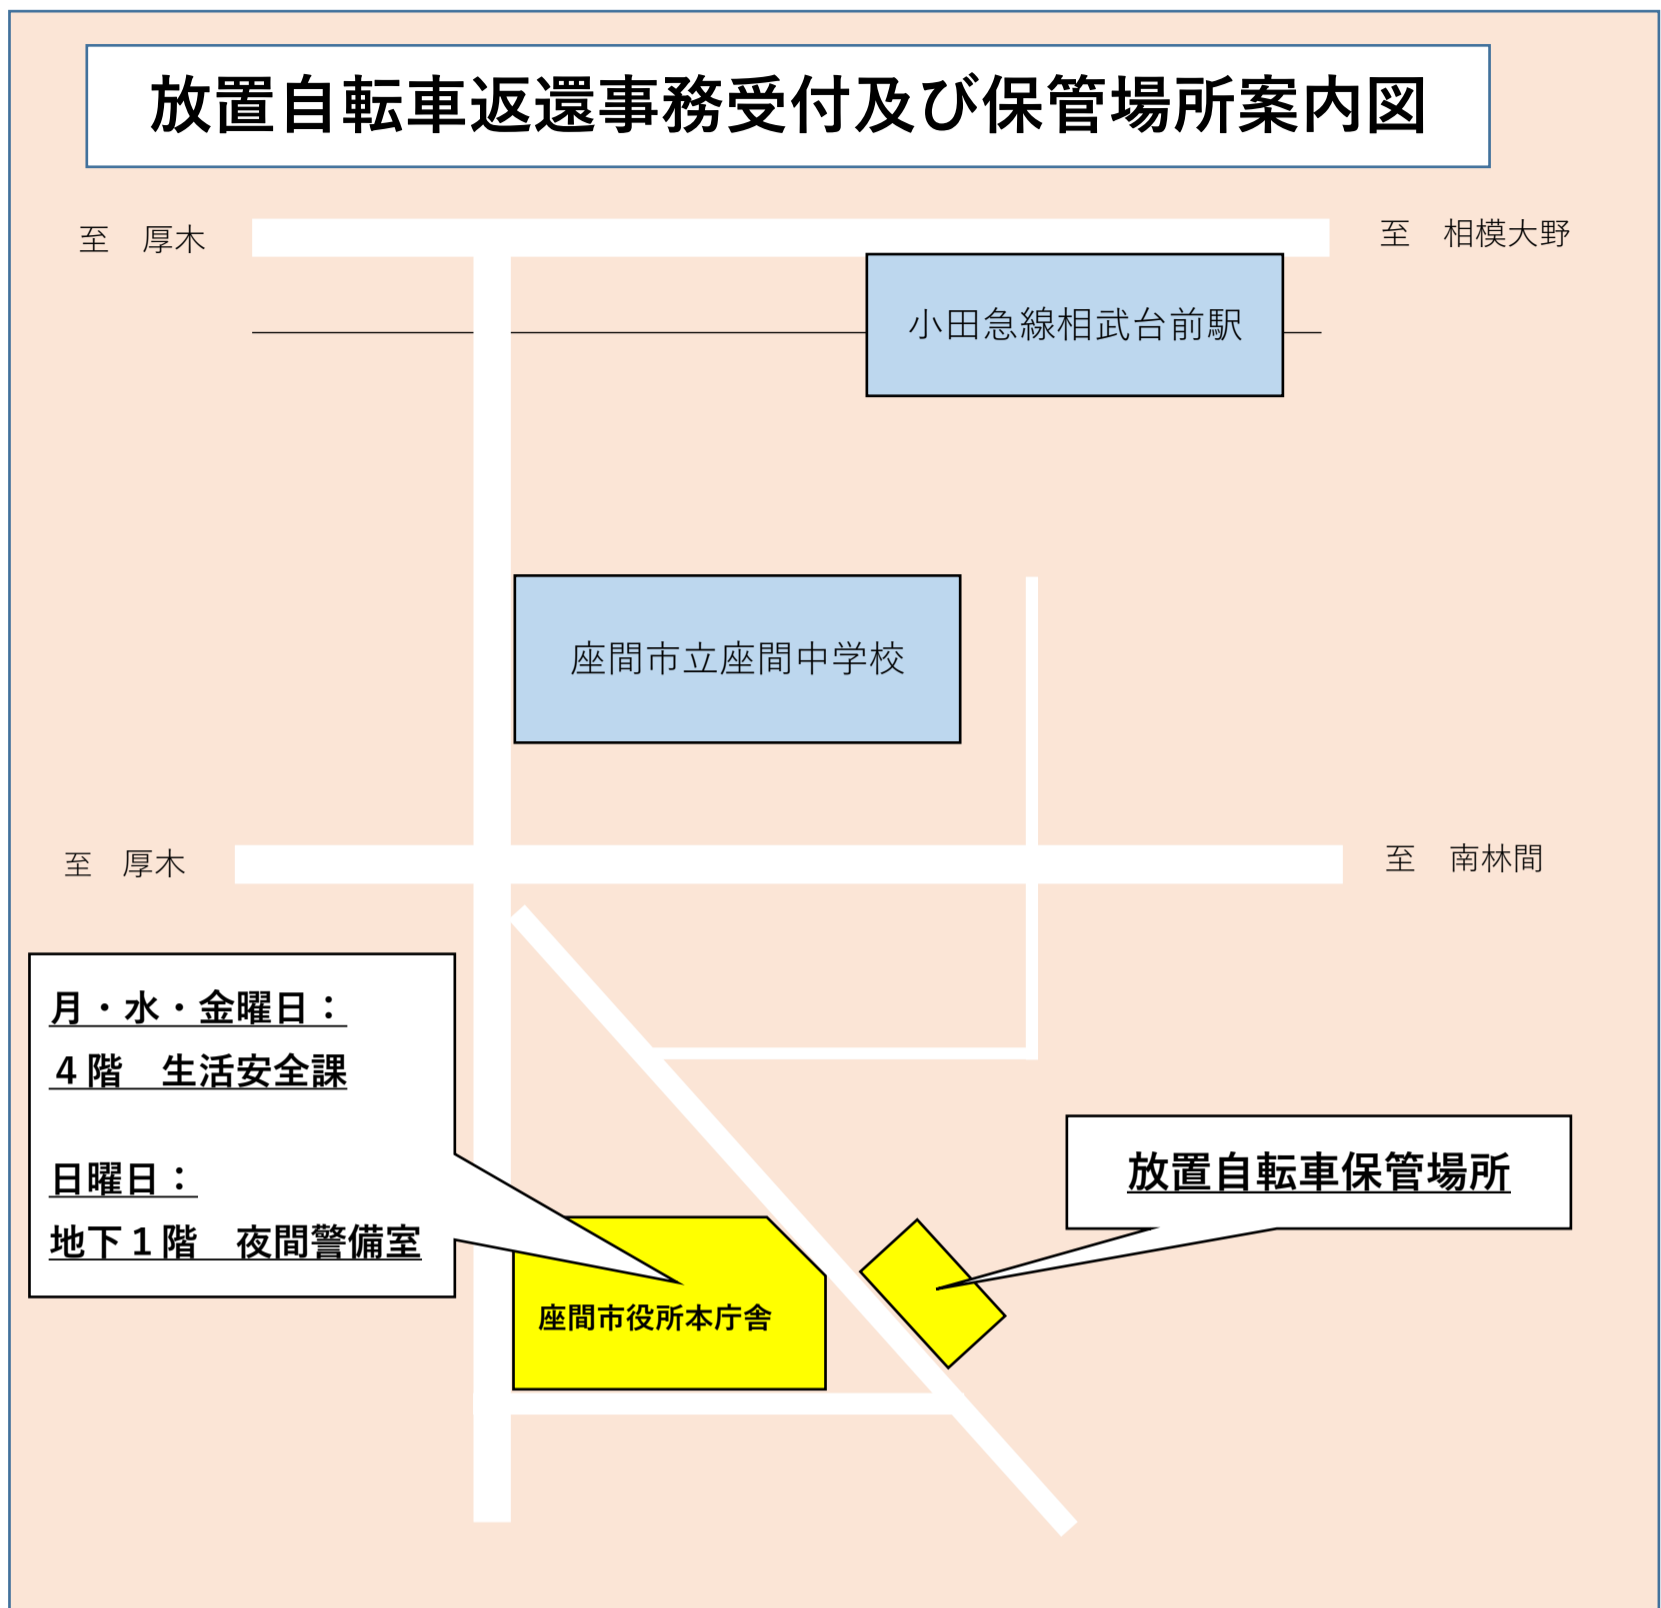 放置自転車返還事務受付及び保管場所案内図
至　厚木
至　相模大野
小田急線相武台前駅
座間市立座間中学校
至　厚木
至　南林間
月・水・金曜日：
４階　生活安全課
日曜日：
地下１階　夜間警備室
放置自転車保管場所
座間市役所本庁舎